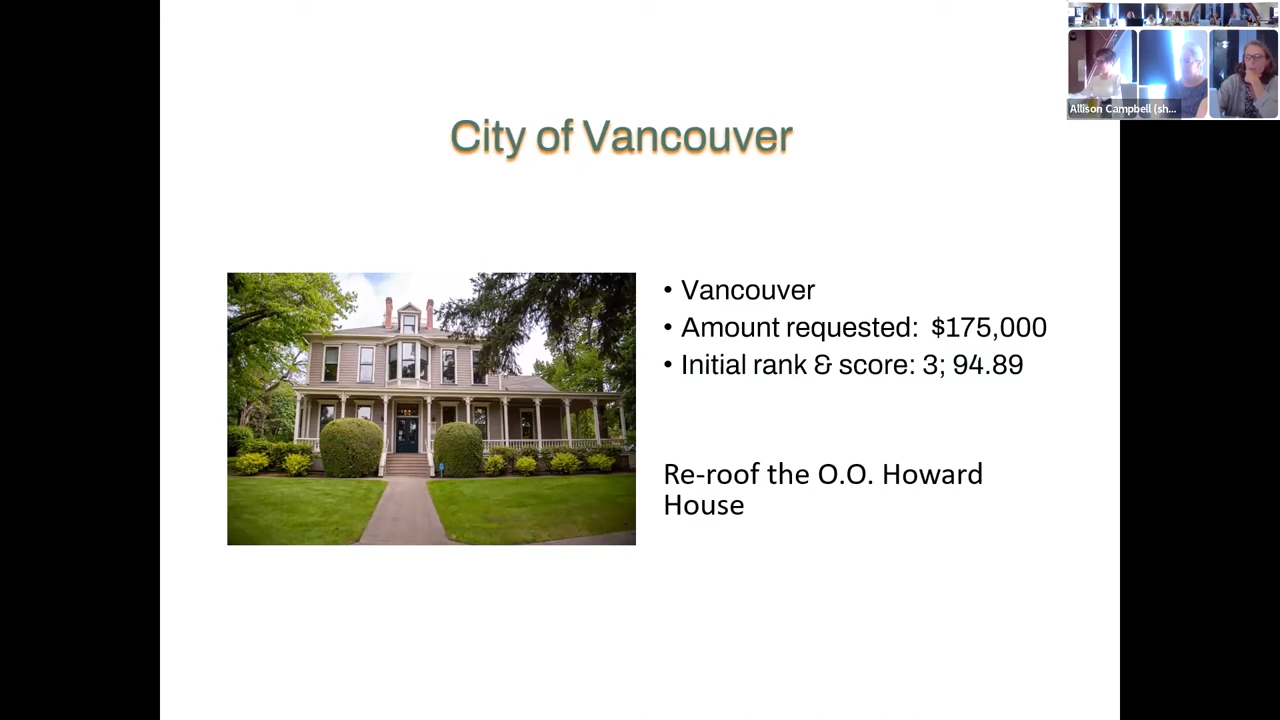 City of Vancouver
• Vancouver
• Amount requested:  $175,000
• Initial rank & score: 3; 94.89
Re-roof the O.O. Howard
House
Allison Campbell (sh...